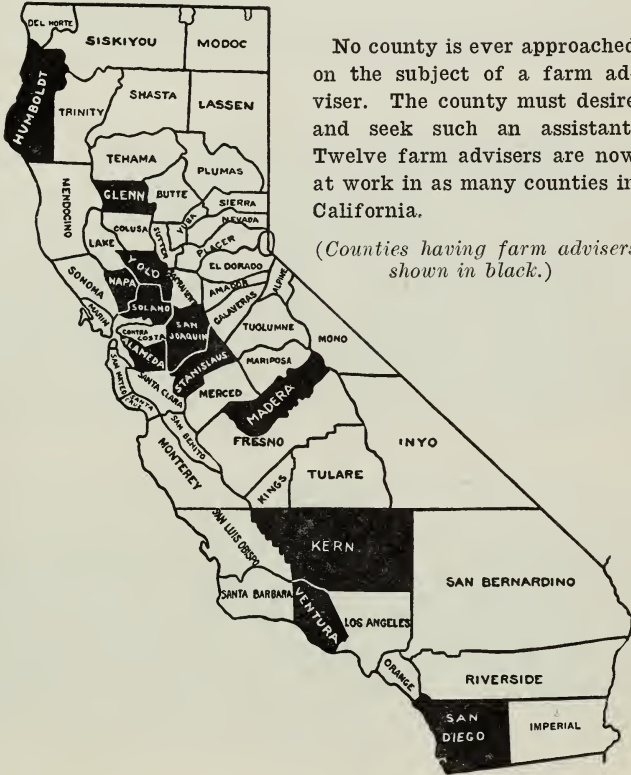 No county is ever approached
on the subject of a farm ad-
viser. The county must desire
and seek such an assistant.
Twelve farm advisers are now
at work in as many counties in
California.
(Counties having farm advisers
shown in black.)
DEL NORTE
SISKIYOU
MODOC
HUMBOLDT
TRINITY
SHASTA
LASSEN
TEHAMA
PLUMAS
MENDOCINO
GLENN
BUTTE
SIERRA
NEVADA
YUBA
COLUSA
SUTTER
LAKE
PLACER
YOLO
EL DORADO
SACRAMENTO
SONOMA
NAPA
AMADOR
ALPINE
SOLANO
CALAVERAS
MARIN
CONTRA
COSTA
SAN
JOAQUIN
TUOLUMNE
MONO
ALAMEDA
STANISLAUS
MARIPOSA
SAN MATEO
SANTA CLARA
MERCED
MADERA
SANTA
CRUZ
SAN BENITO
FRESNO
INYO
MONTEREY
KINGS
TULARE
SAN LUIS OBISPO
KERN
SAN BERNARDINO
SANTA BARBARA
VENTURA
LOS ANGELES
ORANGE
RIVERSIDE
SAN
DIEGO
IMPERIAL